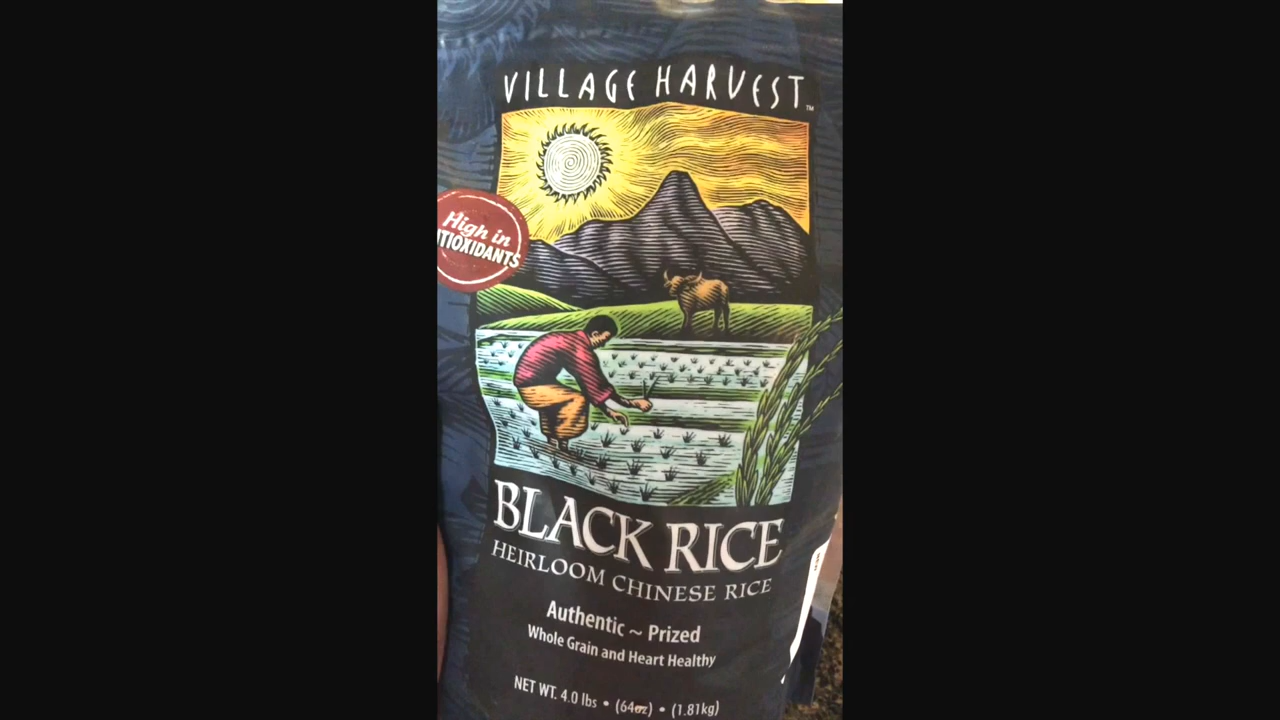 VILLAGE HARVEST™
High in
TIOXIDANTS
BLACK RICE
HEIRLOOM CHINESE RICE
Authentic ~ Prized
Whole Grain and Heart Healthy
NET WT. 4.0 lbs • (64oz) • (1.81kg)